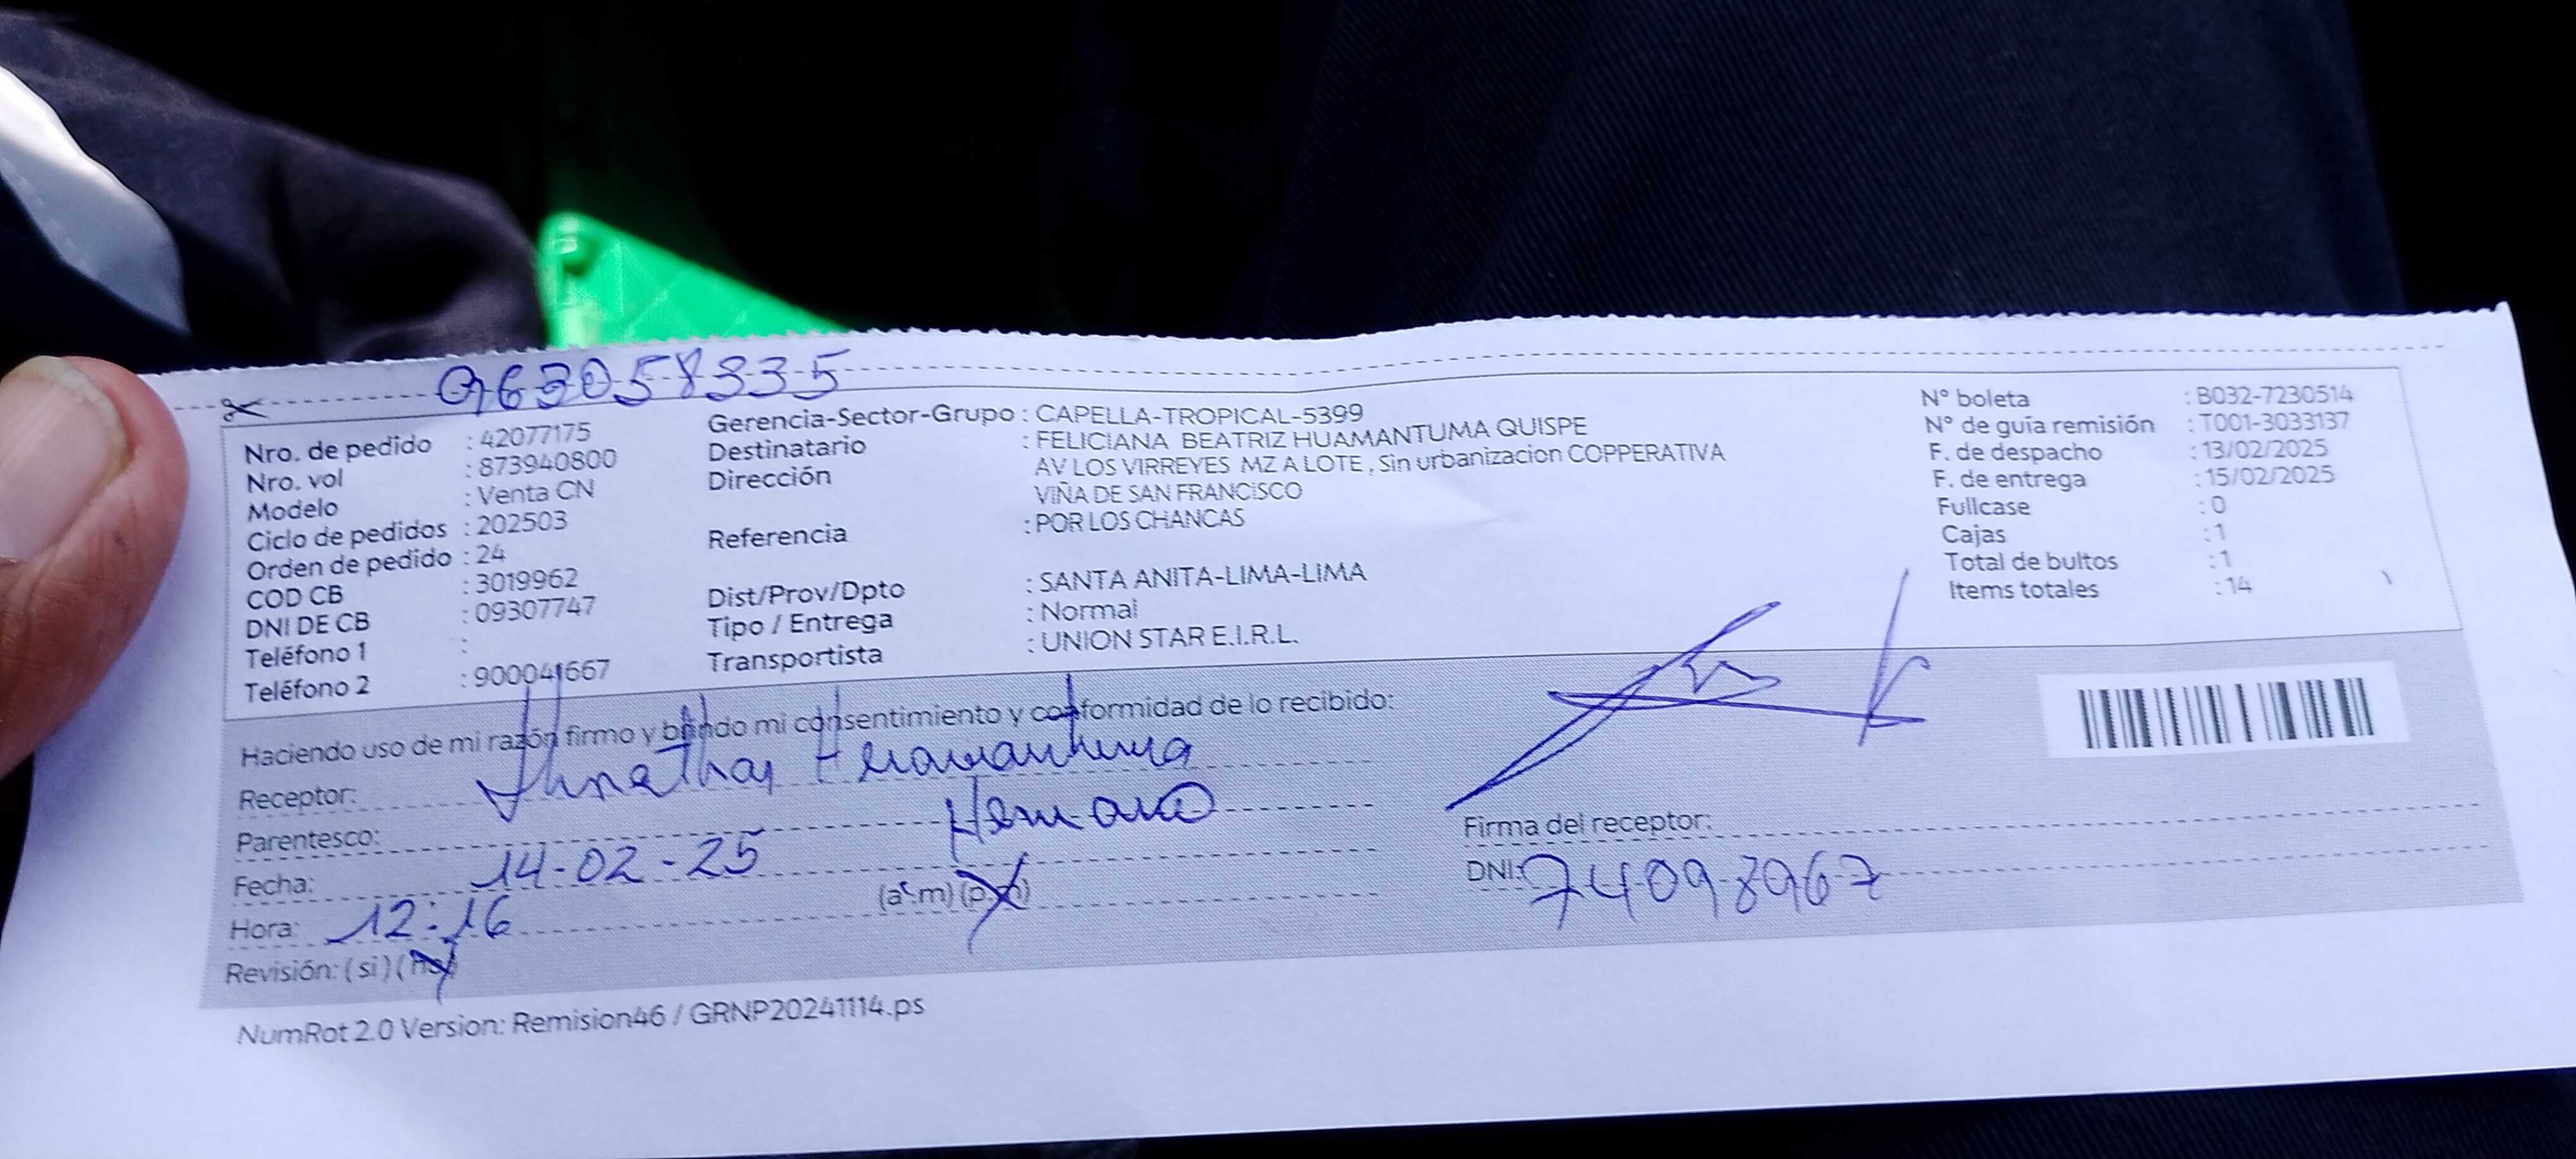 963058335
Nro. de pedido : 42077175
Nro. vol : 873940800
Modelo : Venta CN
Ciclo de pedidos : 202503
Orden de pedido : 24
COD CB : 3019962
DNI DE CB : 09307747
Teléfono 1 :
Teléfono 2 : 900041667
Gerencia-Sector-Grupo : CAPELLA-TROPICAL-5399
Destinatario : FELICIANA BEATRIZ HUAMANTUMA QUISPE
Dirección AV LOS VIRREYES MZ A LOTE , Sin urbanizacion COPPERATIVA
VIÑA DE SAN FRANCISCO
Referencia : POR LOS CHANCAS
Dist/Prov/Dpto : SANTA ANITA-LIMA-LIMA
Tipo / Entrega : Normal
Transportista : UNION STAR E.I.R.L.
N° boleta : B032-7230514
N° de guía remisión : T001-3033137
F. de despacho : 13/02/2025
F. de entrega : 15/02/2025
Fullcase : 0
Cajas : 1
Total de bultos : 1
Items totales : 14
Haciendo uso de mi razón firmo y brindo mi consentimiento y conformidad de lo recibido:
Receptor: Huamantuma
Parentesco: Hermano
Fecha: 14-02-25
Hora: 12:16 (a.m) (p.m)
Revisión: (si) (no)
Firma del receptor:
DNI: 74098967
NumRot 2.0 Version: Remision46 / GRNP20241114.ps